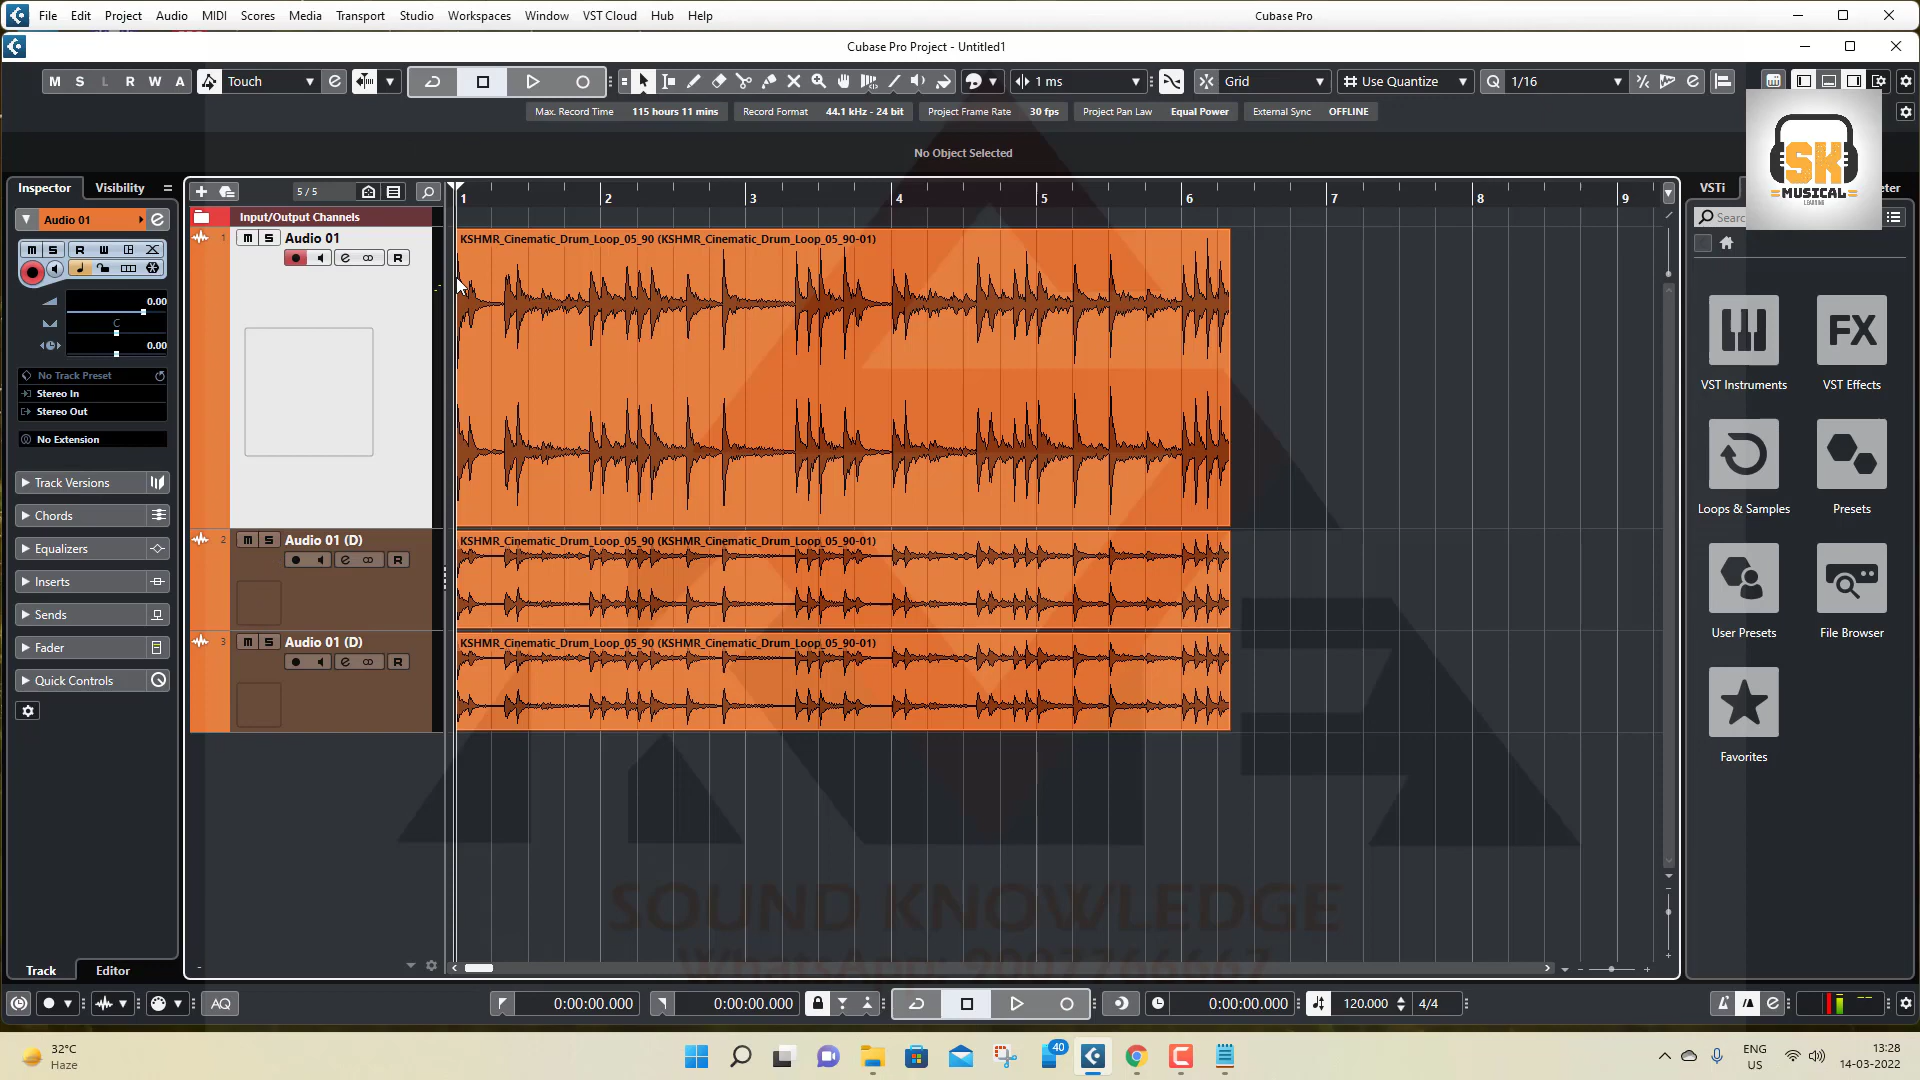 File Edit Project Audio MIDI Scores Media Transport Studio Workspaces Window VST Cloud Hub Help
Cubase Pro
Cubase Pro Project - Untitled1
M S L R W A Touch 1 ms Grid Use Quantize Q 1/16
Max. Record Time 115 hours 11 mins Record Format 44.1 kHz - 24 bit Project Frame Rate 30 fps Project Pan Law Equal Power External Sync OFFLINE
No Object Selected
SK
MUSICAL
LEARNING
Inspector Visibility
5 / 5
1 2 3 4 5 6 7 8 9
VSTi
Audio 01
Input/Output Channels
1 m S Audio 01
R
KSHMR_Cinematic_Drum_Loop_05_90 (KSHMR_Cinematic_Drum_Loop_05_90-01)
m S R W
0.00
C
0.00
No Track Preset
Stereo In
Stereo Out
No Extension
Track Versions
Chords
Equalizers
Inserts
Sends
Fader
Quick Controls
2 m S Audio 01 (D)
R
KSHMR_Cinematic_Drum_Loop_05_90 (KSHMR_Cinematic_Drum_Loop_05_90-01)
3 m S Audio 01 (D)
R
KSHMR_Cinematic_Drum_Loop_05_90 (KSHMR_Cinematic_Drum_Loop_05_90-01)
FX
VST Instruments VST Effects
Loops & Samples Presets
User Presets File Browser
Favorites
SOUND KNOWLEDGE
Track Editor
AQ 0:00:00.000 0:00:00.000 0:00:00.000 120.000 4/4
32°C
Haze
40
ENG
US
13:28
14-03-2022